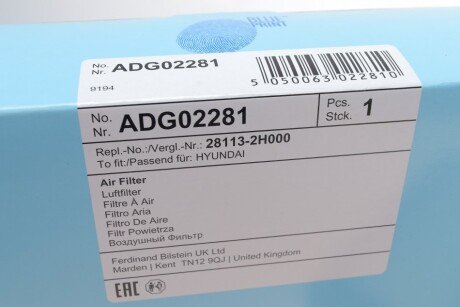 BLUE
PRINT
No.
Nr. ADG02281
9194
5 050063 022810
No.
Nr. ADG02281
Pcs.
Stck. 1
Repl.-No./Vergl.-Nr.: 28113-2H000
To fit:/Passend für: HYUNDAI
Air Filter
Luftfilter
Filtre À Air
Filtro Aria
Filtro De Aire
Filtr Powietrza
Воздушный Фильтр
Ferdinand Bilstein UK Ltd
Marden | Kent TN12 9QJ | United Kingdom
EAC